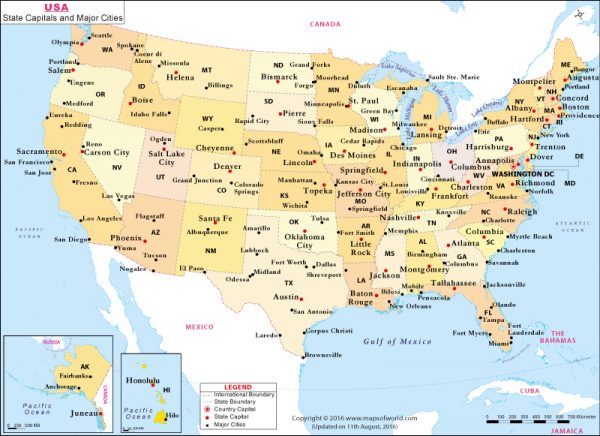 USA
State Capitals and Major Cities
CANADA
Seattle
Olympia
WA
Spokane
Coeur di
Alene
Missoula
Portland
Salem
Helena
MT
Eugene
OR
Billings
Medford
ID
Boise
Idaho Falls
ND
Grand Forks
Bismarck
Fargo
Moorhead
MN
Duluth
Minneapolis
St. Paul
SD
Pierre
Rapid City
Sioux Falls
Lake Superior
Sault Ste. Marie
Escanaba
Green Bay
WI
Madison
Milwaukee
MI
Lansing
Detroit
Lake Ontario
ME
Bangor
Augusta
Montpelier
VT
NH
Portland
Concord
NY
MA
Boston
Albany
Hartford
Providence
RI
CT
Buffalo
Erie
New York
NJ
Trenton
PA
Harrisburg
Dover
DE
Annapolis
MD
WASHINGTON DC
Eureka
Redding
Reno
Carson City
Sacramento
San Francisco
San Jose
NV
CA
Fresno
Las Vegas
Los Angeles
San Diego
WY
Casper
Cheyenne
Ogden
Salt Lake
City
UT
Scottsbluff
NE
Lincoln
Omaha
Denver
Grand Junction
CO
Colorado
Springs
IA
Cedar Rapids
Des Moines
IL
Springfield
IN
Indianapolis
OH
Columbus
Cincinnati
WV
Charleston
VA
Richmond
Norfolk
Roanoke
KS
Manhattan
Topeka
Wichita
Kansas City
Jefferson City
MO
Springfield
St. Louis
Louisville
Frankfort
KY
Flagstaff
AZ
Phoenix
Yuma
Tucson
Nogales
Santa Fe
Albuquerque
NM
El Paso
Amarillo
Lubbock
OK
Tulsa
Oklahoma
City
AR
Fort Smith
Little
Rock
Memphis
Nashville
TN
Knoxville
NC
Raleigh
Charlotte
Columbia
SC
Myrtle Beach
Charleston
Savannah
Atlanta
GA
Columbus
AL
Birmingham
Montgomery
MS
Jackson
LA
Shreveport
Baton
Rouge
New Orleans
Biloxi
Mobile
Pensacola
Tallahassee
Jacksonville
FL
Orlando
Tampa
Fort Myers
Fort
Lauderdale
Miami
Fort Worth
Dallas
Odessa
Midland
TX
Austin
San Antonio
Laredo
Corpus Christi
Brownsville
PACIFIC
OCEAN
ATLANTIC
OCEAN
MEXICO
Gulf of Mexico
THE
BAHAMAS
CUBA
JAMAICA
RUSSIA
AK
Fairbanks
Anchorage
Juneau
CANADA
Pacific
Ocean
Honolulu
HI
Hilo
Pacific
Ocean
LEGEND
International Boundary
State Boundary
Country Capital
State Capital
Major Cities
Copyright © 2016 www.mapsofworld.com
(Updated on 11th August, 2016)